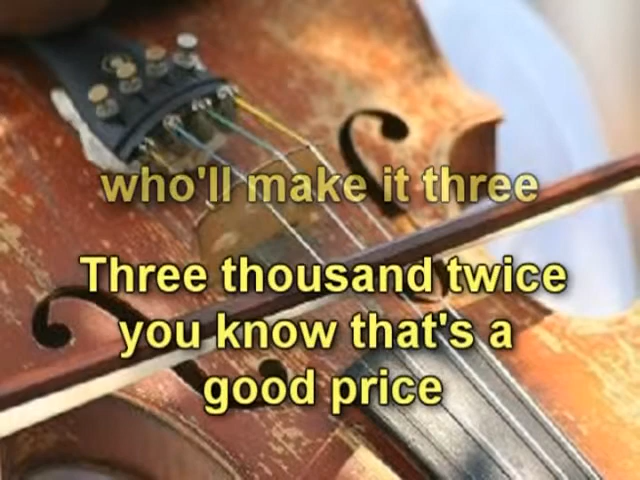 who'll make it three
Three thousand twice
you know that's a
good price